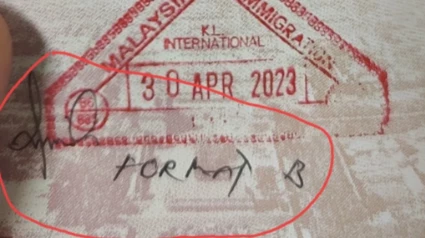 MALAYSIA IMMIGRATION
KL
INTERNATIONAL
30 APR 2023
FORMAT B